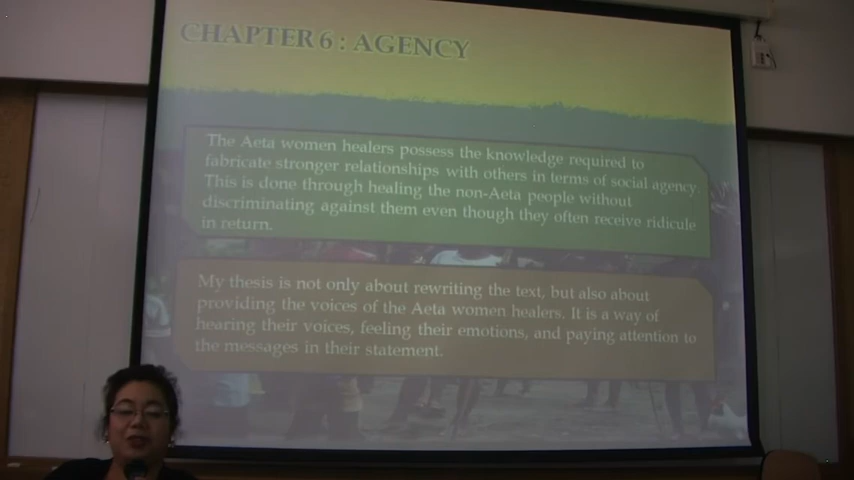 CHAPTER 6 : AGENCY
The Aeta women healers possess the knowledge required to
fabricate stronger relationships with others in terms of social agency.
This is done through healing the non-Aeta people without
discriminating against them even though they often receive ridicule
in return.
My thesis is not only about rewriting the text, but also about
providing the voices of the Aeta women healers. It is a way of
hearing their voices, feeling their emotions, and paying attention to
the messages in their statement.